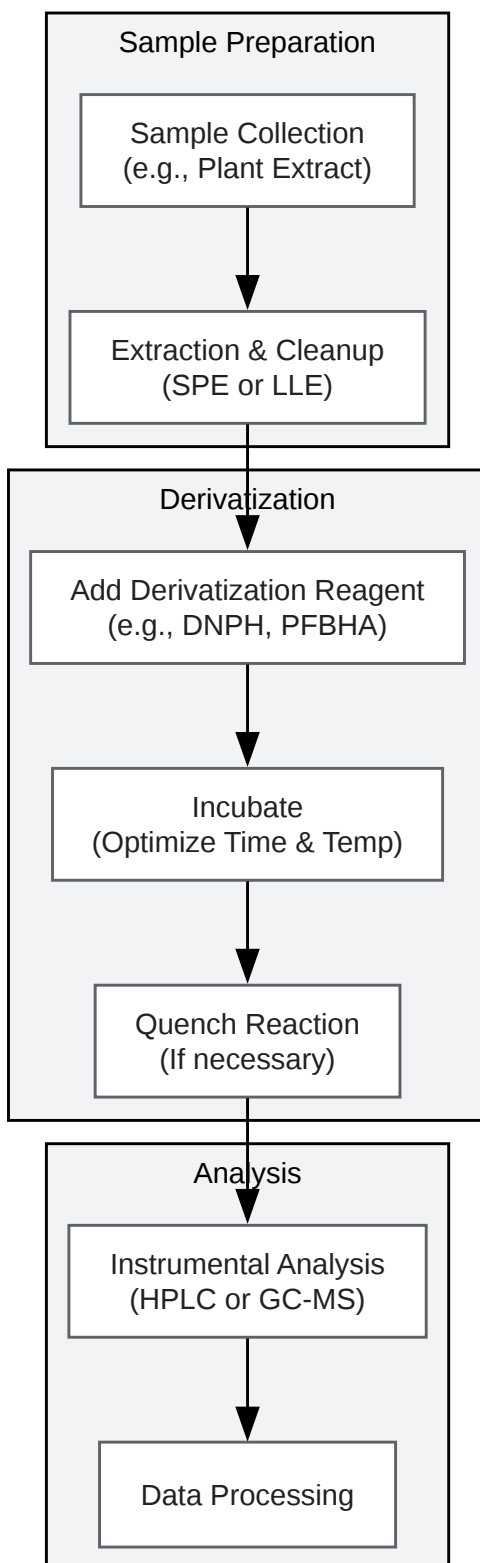 Sample Preparation
Sample Collection
(e.g., Plant Extract)
Extraction & Cleanup
(SPE or LLE)
Derivatization
Add Derivatization Reagent
(e.g., DNPH, PFBHA)
Incubate
(Optimize Time & Temp)
Quench Reaction
(If necessary)
Analysis
Instrumental Analysis
(HPLC or GC-MS)
Data Processing